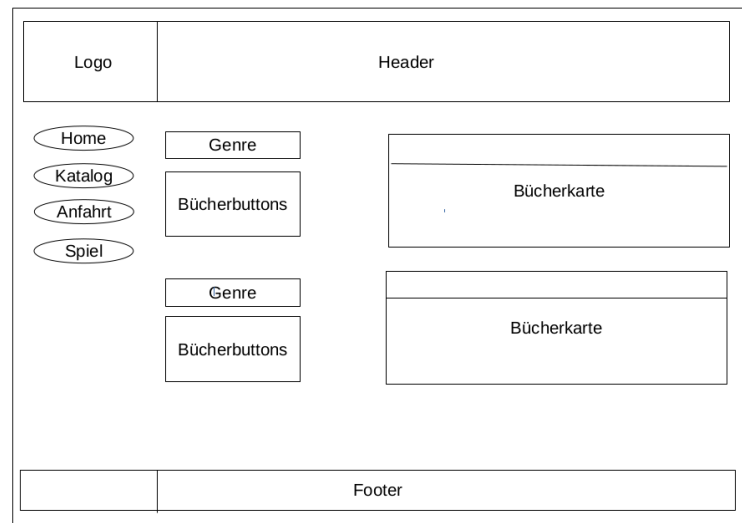 Logo
Header
Home
Katalog
Anfahrt
Spiel
Genre
Bücherbuttons
Bücherkarte
Genre
Bücherbuttons
Bücherkarte
Footer